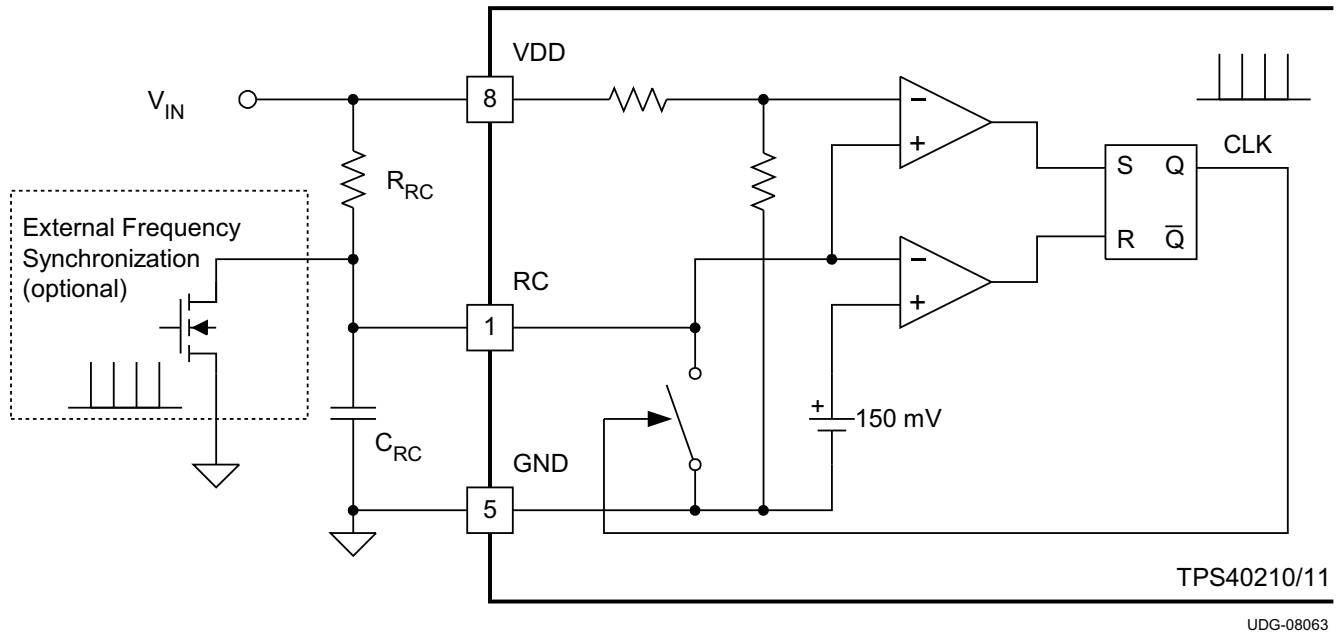 VDD
V_IN
8
−
+
CLK
S Q
R Q̅
R_RC
External Frequency
Synchronization
(optional)
RC
1
−
+
+
150 mV
C_RC
GND
5
TPS40210/11
UDG-08063